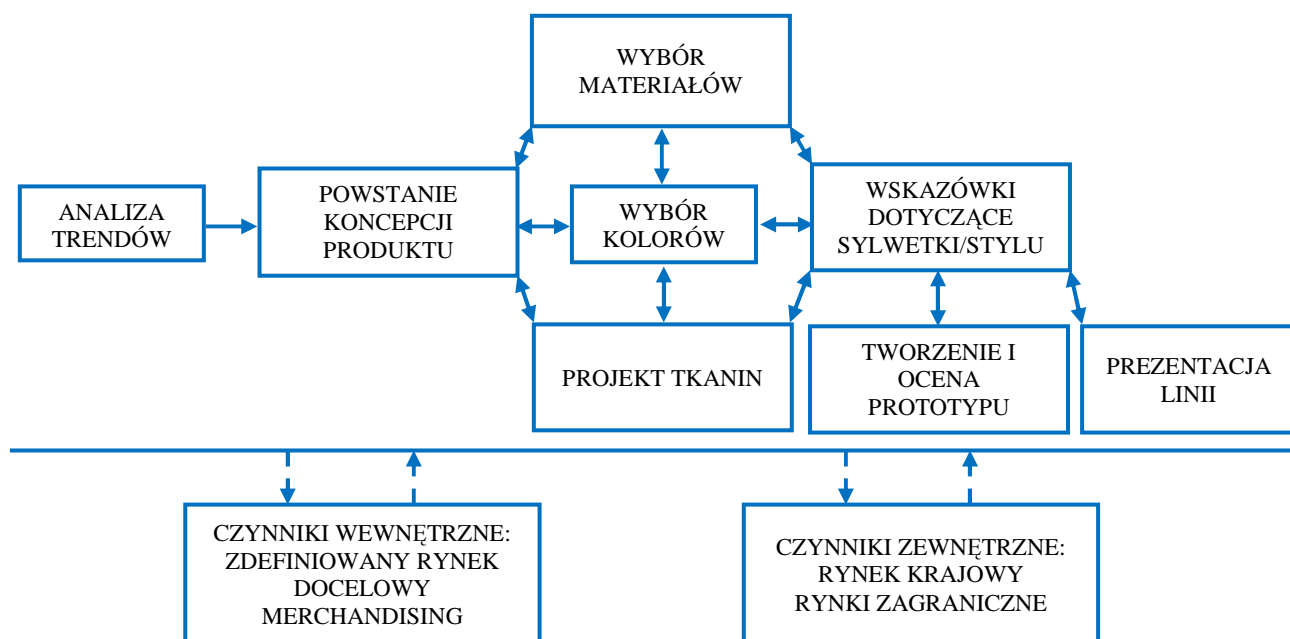 WYBÓR
MATERIAŁÓW
ANALIZA
TRENDÓW
POWSTANIE
KONCEPCJI
PRODUKTU
WYBÓR
KOLORÓW
WSKAZÓWKI
DOTYCZĄCE
SYLWETKI/STYLU
PROJEKT TKANIN
TWORZENIE I
OCENA
PROTOTYPU
PREZENTACJA
LINII
CZYNNIKI WEWNĘTRZNE:
ZDEFINIOWANY RYNEK
DOCELOWY
MERCHANDISING
CZYNNIKI ZEWNĘTRZNE:
RYNEK KRAJOWY
RYNKI ZAGRANICZNE